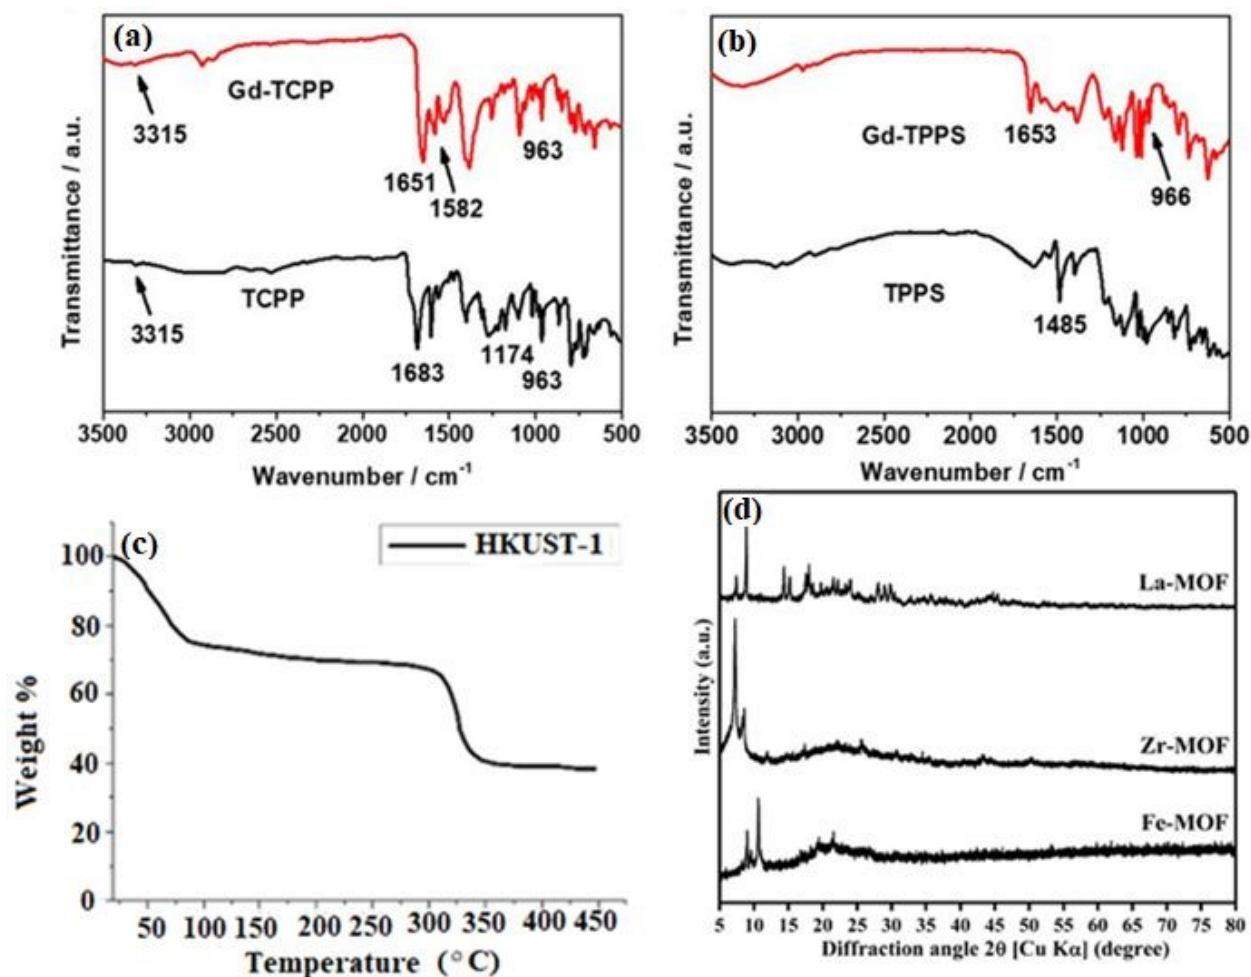 (a)
Gd-TCPP
3315
1651
1582
963
TCPP
3315
1683
1174
963
Transmittance / a.u.
3500 3000 2500 2000 1500 1000 500
Wavenumber / cm⁻¹
(b)
Gd-TPPS
1653
966
TPPS
1485
Transmittance / a.u.
3500 3000 2500 2000 1500 1000 500
Wavenumber / cm⁻¹
(c)
HKUST-1
100
80
60
40
20
0
Weight %
50 100 150 200 250 300 350 400 450
Temperature (°C)
(d)
La-MOF
Zr-MOF
Fe-MOF
Intensity (a.u.)
5 10 15 20 25 30 35 40 45 50 55 60 65 70 75 80
Diffraction angle 2θ [Cu Kα] (degree)